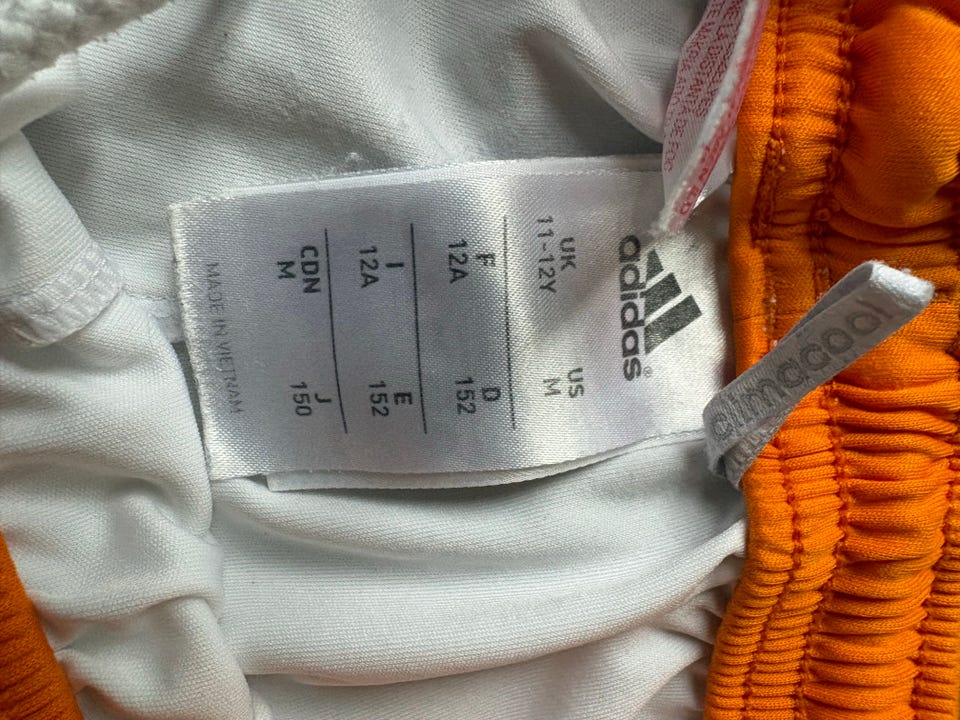 adidas®
UK US
11-12Y M
F D
12A 152
I E
12A 152
CDN J
M 150
MADE IN VIETNAM
climacool